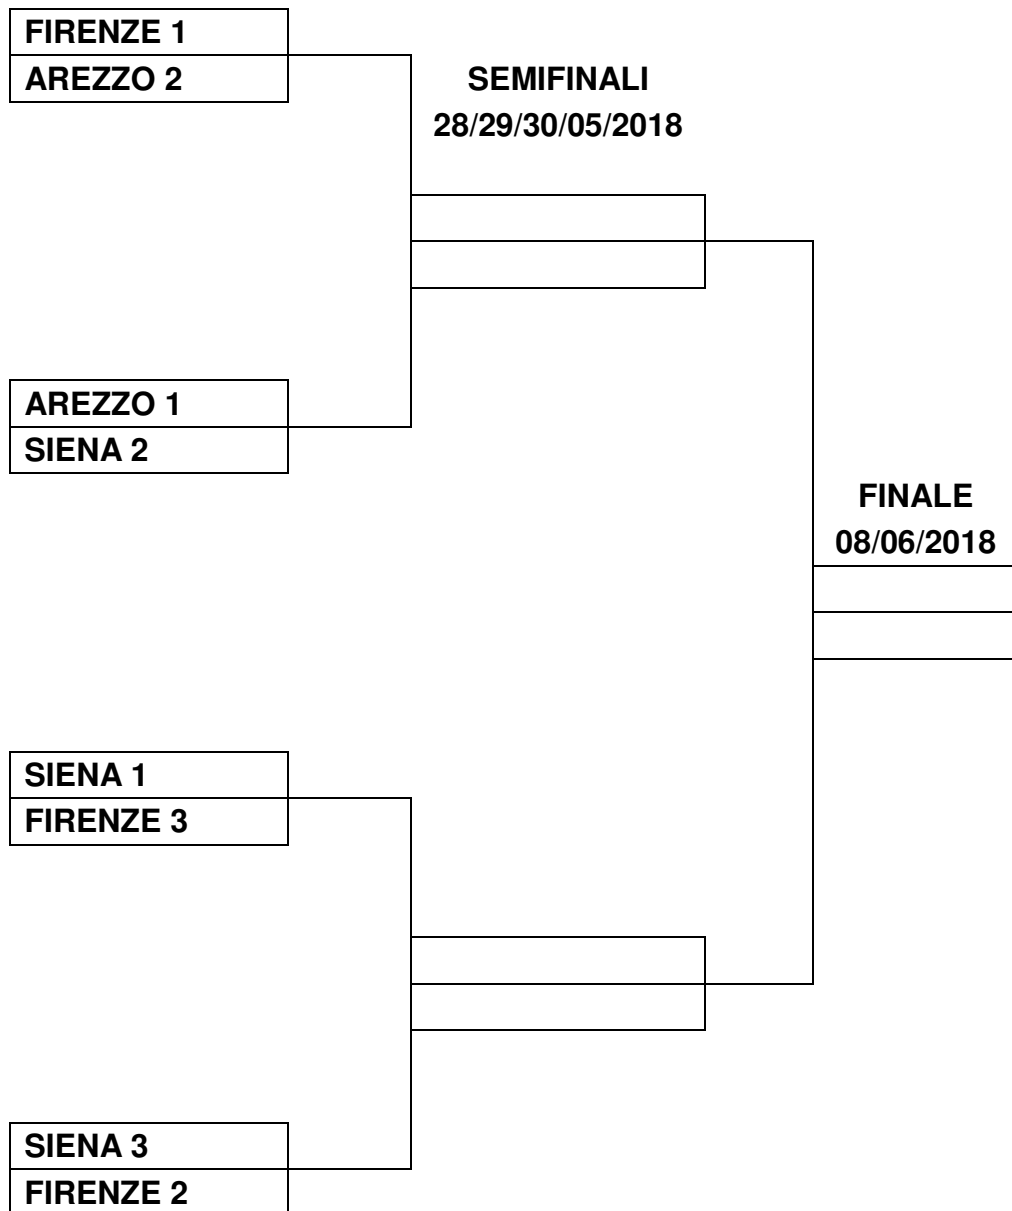 FIRENZE 1
AREZZO 2
SEMIFINALI
28/29/30/05/2018
AREZZO 1
SIENA 2
FINALE
08/06/2018
SIENA 1
FIRENZE 3
SIENA 3
FIRENZE 2